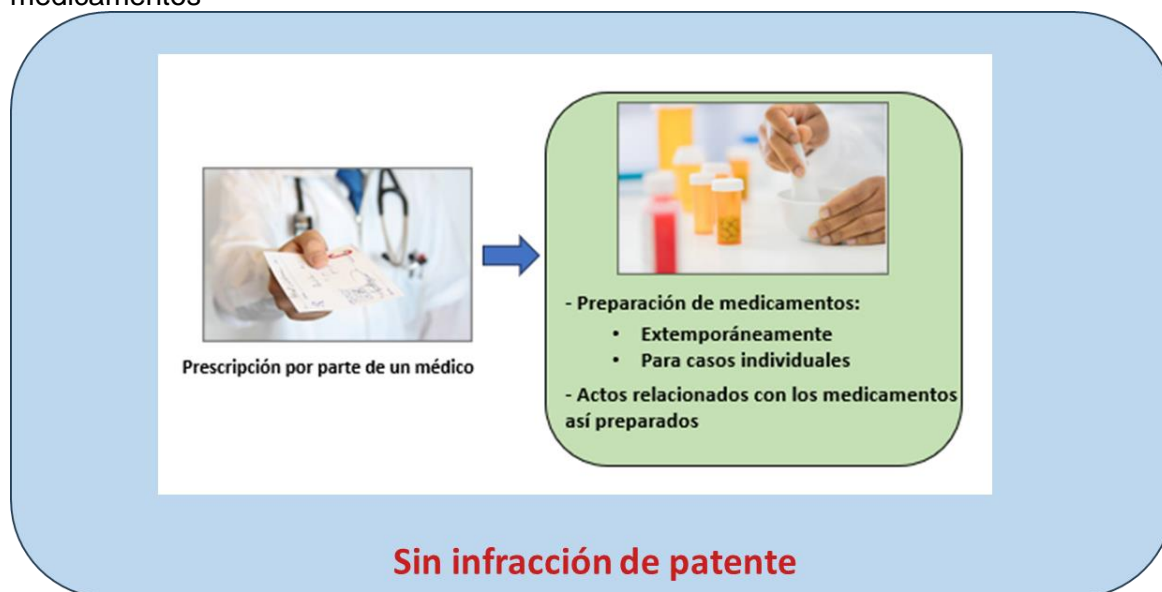 medicamentos
- Preparación de medicamentos:
• Extemporáneamente
• Para casos individuales
- Actos relacionados con los medicamentos
así preparados
Prescripción por parte de un médico
Sin infracción de patente